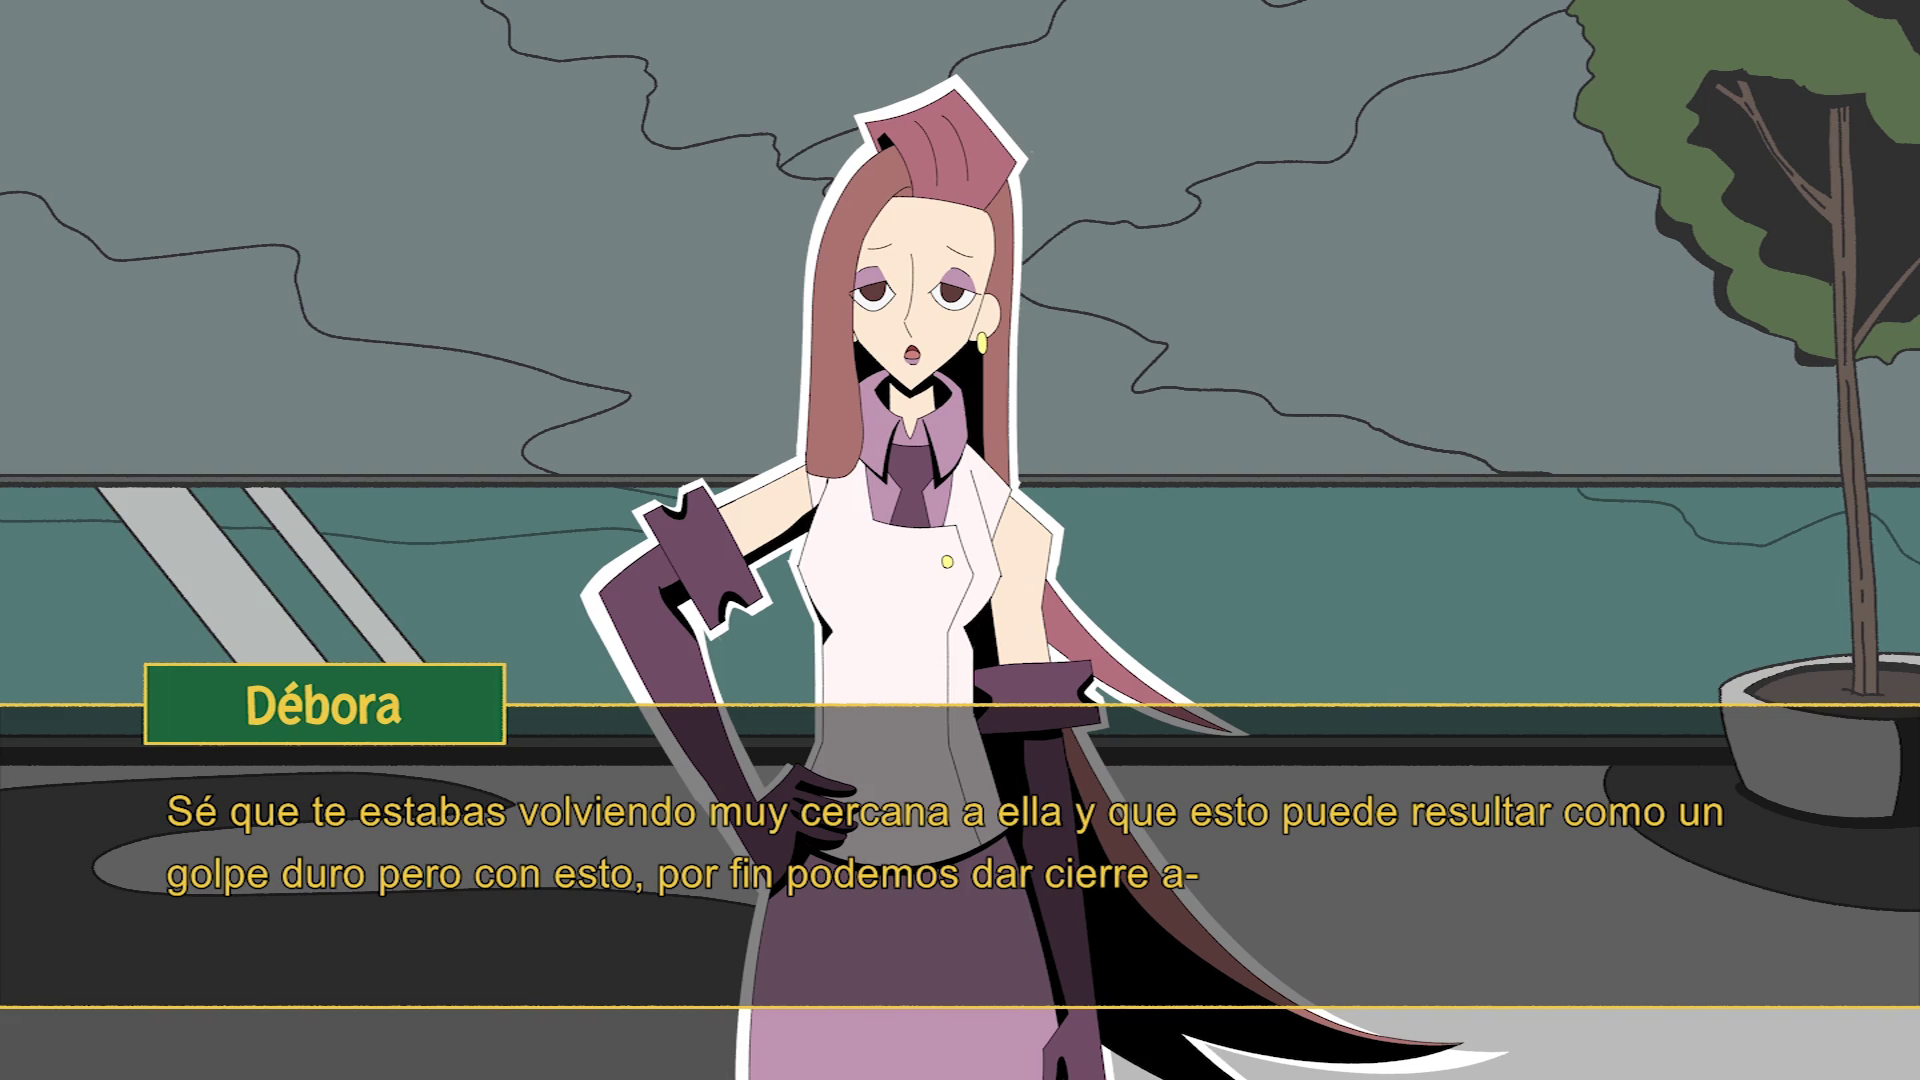 Débora
Sé que te estabas volviendo muy cercana a ella y que esto puede resultar como un
golpe duro pero con esto, por fin podemos dar cierre a-